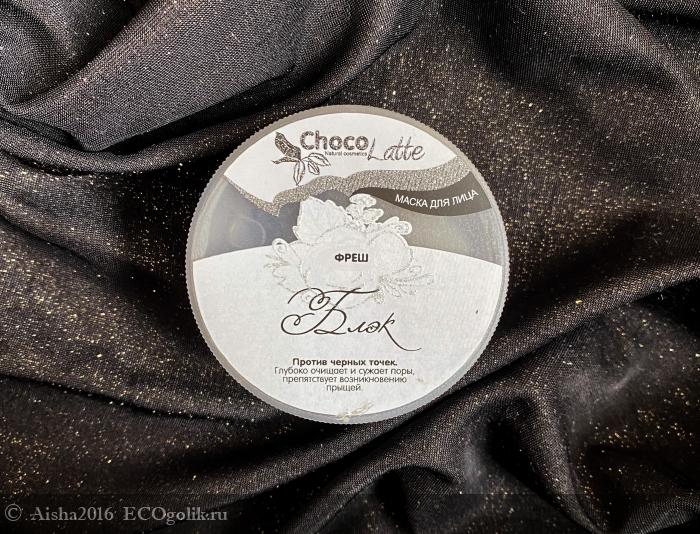 Choco Latte
Natural cosmetics
МАСКА ДЛЯ ЛИЦА
ФРЕШ
Блэк
Против черных точек.
Глубоко очищает и сужает поры,
препятствует возникновению
прыщей.
© Aisha2016 ECOgolik.ru